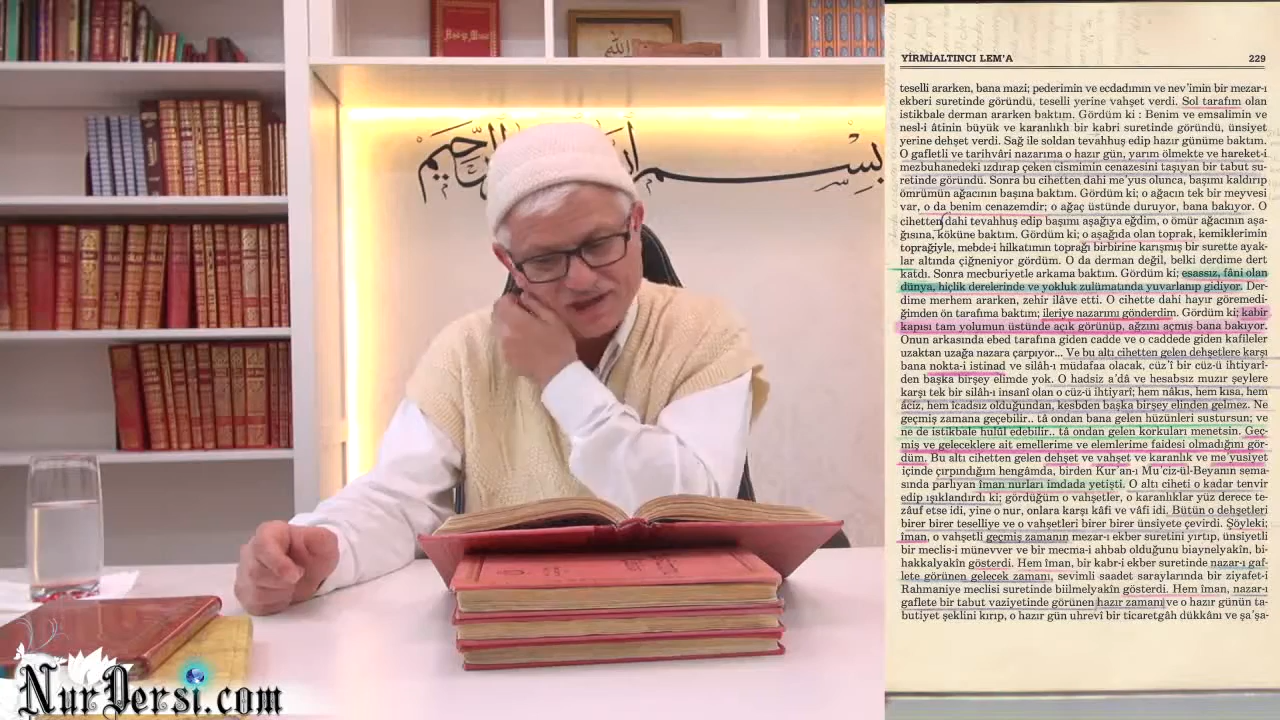 بسم الله الرحمن الرحيم
الله
YİRMİALTINCI LEM'A 229
teselli ararken, bana mazi; pederimin ve ecdadımın ve nev'imin bir mezar-ı
ekberi suretinde göründü, teselli yerine vahşet verdi. Sol tarafım olan
istikbale derman ararken baktım. Gördüm ki : Benim ve emsalimin ve
nesl-i âtinin büyük ve karanlıklı bir kabri suretinde göründü, ünsiyet
yerine dehşet verdi. Sağ ile soldan tevahhuş edip hazır günüme baktım.
O gafletli ve tarihvâri nazarıma o hazır gün, yarım ölmekte ve hareket-i
mezbuhanedeki ızdırap çeken cismimin cenazesini taşıyan bir tabut su-
retinde göründü. Sonra bu cihetten dahi me'yus olunca, başımı kaldırıp
ömrümün ağacının başına baktım. Gördüm ki; o ağacın tek bir meyvesi
var, o da benim cenazemdir; o ağaç üstünde duruyor, bana bakıyor. O
cihetten dahi tevahhuş edip başımı aşağıya eğdim, o ömür ağacının aşa-
ğısına, köküne baktım. Gördüm ki; o aşağıda olan toprak, kemiklerimin
toprağiyle, mebde-i hilkatimin toprağı birbirine karışmış bir surette ayak-
lar altında çiğneniyor gördüm. O da derman değil, belki derdime dert
kattı. Sonra mecburiyetle arkama baktım. Gördüm ki; esassız, fâni olan
dünya, hiçlik derelerinde ve yokluk zulümatında yuvarlanıp gidiyor. Der-
dime merhem ararken, zehir ilâve etti. O cihette dahi hayır göremedi-
ğimden ön tarafıma baktım; ileriye nazarımı gönderdim. Gördüm ki; kabir
kapısı tam yolumun üstünde açık görünüp, ağzını açmış bana bakıyor.
Onun arkasında ebed tarafına giden cadde ve o caddede giden kafileler
uzaktan uzağa nazara çarpıyor... Ve bu altı cihetten gelen dehşetlere karşı
bana nokta-i istinad ve silâh-ı müdafaa olacak, cüz'î bir cüz-ü ihtiyarî-
den başka birşey elimde yok. O hadsiz a'dâ ve hesabsız muzır şeylere
karşı tek bir silâh-ı insanî olan o cüz-ü ihtiyarî; hem nâkıs, hem kısa, hem
âciz, hem icadsız olduğundan, kesbden başka birşey elinden gelmez. Ne
geçmiş zamana geçebilir.. tâ ondan bana gelen hüzünleri sustursun; ve
ne de istikbale hulûl edebilir.. tâ ondan gelen korkuları menetsin. Geç-
miş ve geleceklere ait emellerime ve elemlerime faidesi olmadığını gör-
düm. Bu altı cihetten gelen dehşet ve vahşet ve karanlık ve me'yusiyet
içinde çırpındığım hengâmda, birden Kur'an-ı Mu'ciz-ül-Beyanın sema-
sında parlıyan îman nurları imdada yetişti. O altı ciheti o kadar tenvir
edip ışıklandırdı ki; gördüğüm o vahşetler, o karanlıklar yüz derece te-
zâuf etse idi, yine o nur, onlara karşı kâfi ve vâfi idi. Bütün o dehşetleri
birer birer teselliye ve o vahşetleri birer birer ünsiyete çevirdi. Şöyleki:
îman, o vahşetli geçmiş zamanın mezar-ı ekber suretini yırtıp, ünsiyetli
bir meclis-i münevver ve bir mecma-i ahbab olduğunu biaynelyakîn, bi-
hakkalyakîn gösterdi. Hem îman, bir kabr-i ekber suretinde nazar-ı gaf-
lete görünen gelecek zamanı, sevimli saadet saraylarında bir ziyafet-i
Rahmaniye meclisi suretinde biilmelyakîn gösterdi. Hem îman, nazar-ı
gaflete bir tabut vaziyetinde görünen hazır zamanı ve o hazır günün ta-
butiyet şeklini kırıp, o hazır gün uhrevî bir ticaretgâh dükkânı ve şa'şa-
NurDersi.com